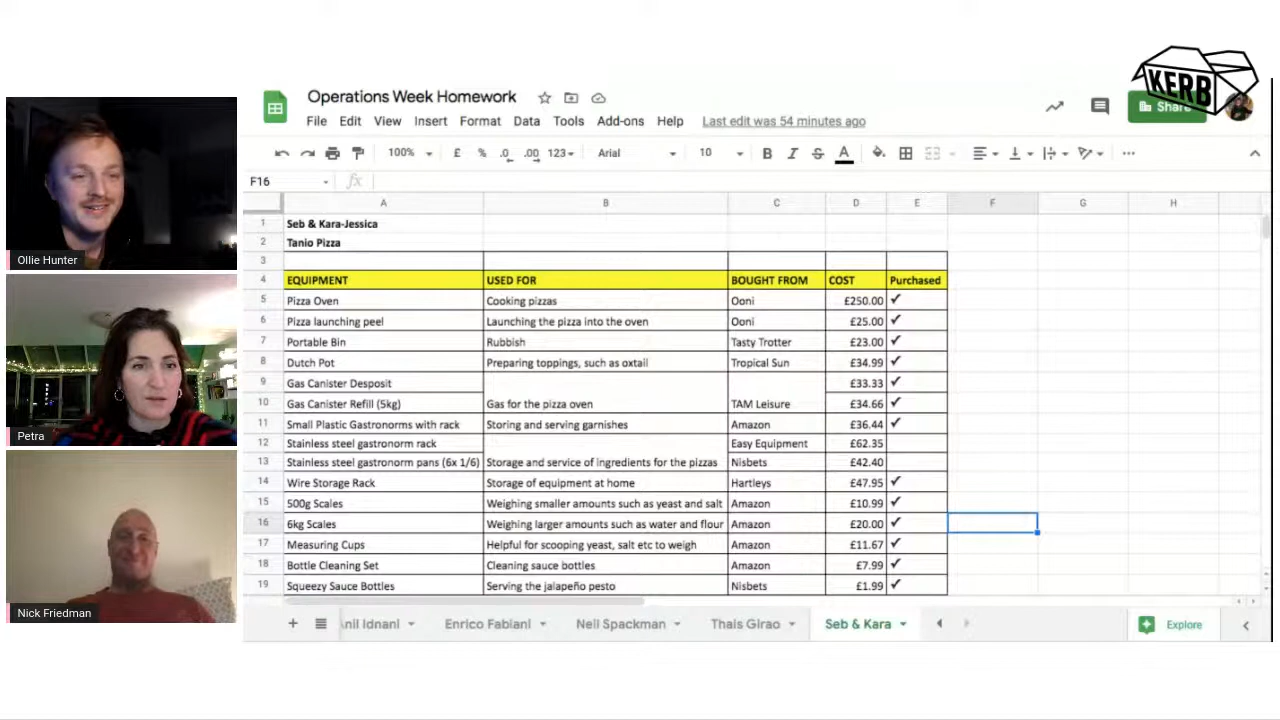 KERB
Operations Week Homework
Share
File Edit View Insert Format Data Tools Add-ons Help Last edit was 54 minutes ago
100% £ % .0 .00 123 Arial 10 B I S A
F16 fx
A B C D E F G H
1 Seb & Kara-Jessica
2 Tanio Pizza
3
4 EQUIPMENT USED FOR BOUGHT FROM COST Purchased
5 Pizza Oven Cooking pizzas Ooni £250.00 ✓
6 Pizza launching peel Launching the pizza into the oven Ooni £25.00 ✓
7 Portable Bin Rubbish Tasty Trotter £23.00 ✓
8 Dutch Pot Preparing toppings, such as oxtail Tropical Sun £34.99 ✓
9 Gas Canister Desposit £33.33 ✓
10 Gas Canister Refill (5kg) Gas for the pizza oven TAM Leisure £34.66 ✓
11 Small Plastic Gastronorms with rack Storing and serving garnishes Amazon £36.44 ✓
12 Stainless steel gastronorm rack Easy Equipment £62.35
13 Stainless steel gastronorm pans (6x 1/6) Storage and service of ingredients for the pizzas Nisbets £42.40
14 Wire Storage Rack Storage of equipment at home Hartleys £47.95 ✓
15 500g Scales Weighing smaller amounts such as yeast and salt Amazon £10.99 ✓
16 6kg Scales Weighing larger amounts such as water and flour Amazon £20.00 ✓
17 Measuring Cups Helpful for scooping yeast, salt etc to weigh Amazon £11.67 ✓
18 Bottle Cleaning Set Cleaning sauce bottles Amazon £7.99 ✓
19 Squeezy Sauce Bottles Serving the jalapeño pesto Nisbets £1.99 ✓
Idnani Enrico Fabiani Neil Spackman Thais Girao Seb & Kara Explore
Ollie Hunter
Petra
Nick Friedman